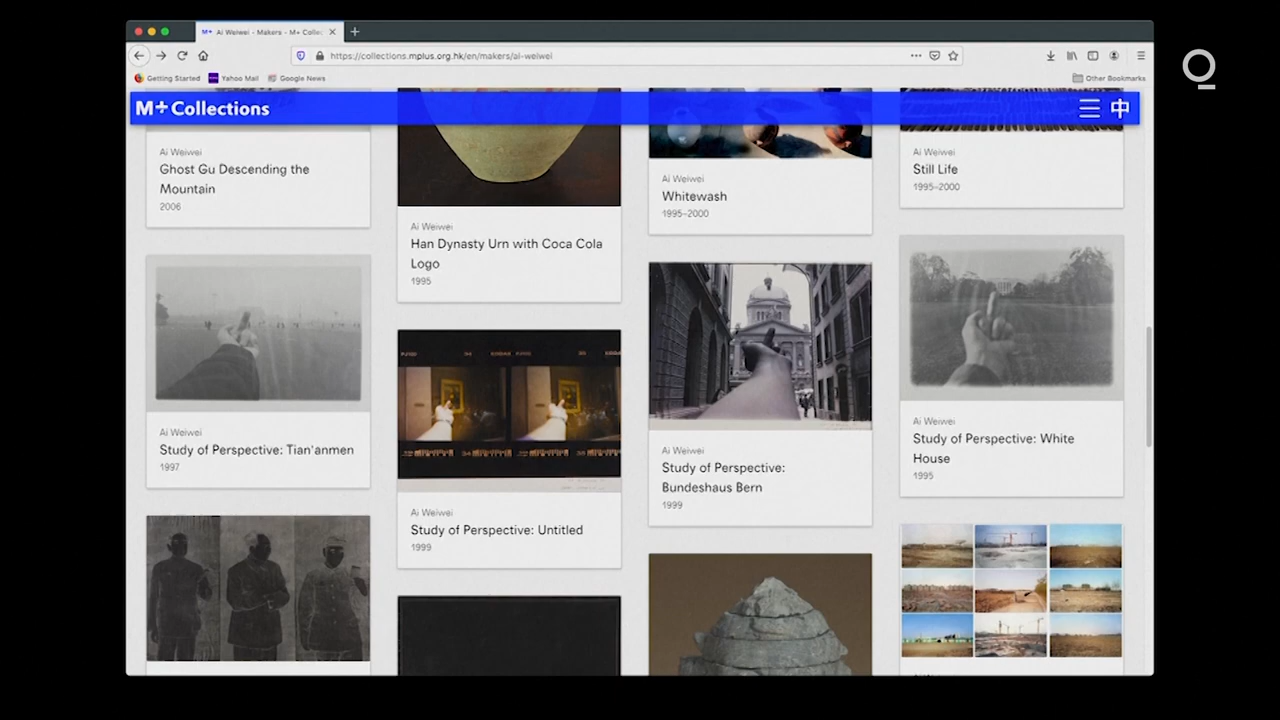 M+ Ai Weiwei - Makers - M+ Collec
https://collections.mplus.org.hk/en/makers/ai-weiwei
Getting Started
Yahoo Mail
Google News
Other Bookmarks
M+ Collections
中
Ai Weiwei
Ghost Gu Descending the
Mountain
2006
Ai Weiwei
Han Dynasty Urn with Coca Cola
Logo
1995
Ai Weiwei
Whitewash
1995–2000
Ai Weiwei
Still Life
1995–2000
Ai Weiwei
Study of Perspective: Tian'anmen
1997
Ai Weiwei
Study of Perspective: Untitled
1999
Ai Weiwei
Study of Perspective:
Bundeshaus Bern
1999
Ai Weiwei
Study of Perspective: White
House
1995